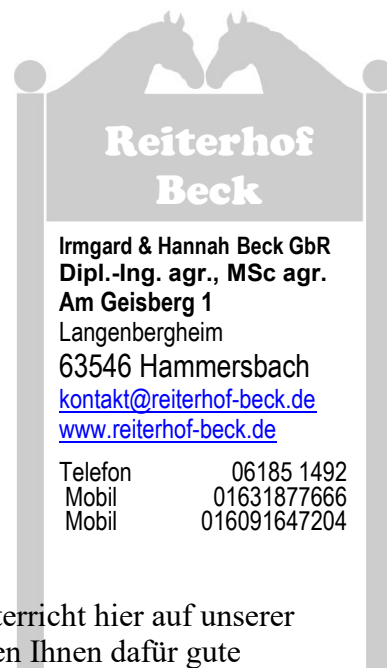 Reiterhof
Beck
Irmgard & Hannah Beck GbR
Dipl.-Ing. agr., MSc agr.
Am Geisberg 1
Langenbergheim
63546 Hammersbach
kontakt@reiterhof-beck.de
www.reiterhof-beck.de
Telefon 06185 1492
Mobil 01631877666
Mobil 016091647204
hier auf unserer
Ihnen dafür gute